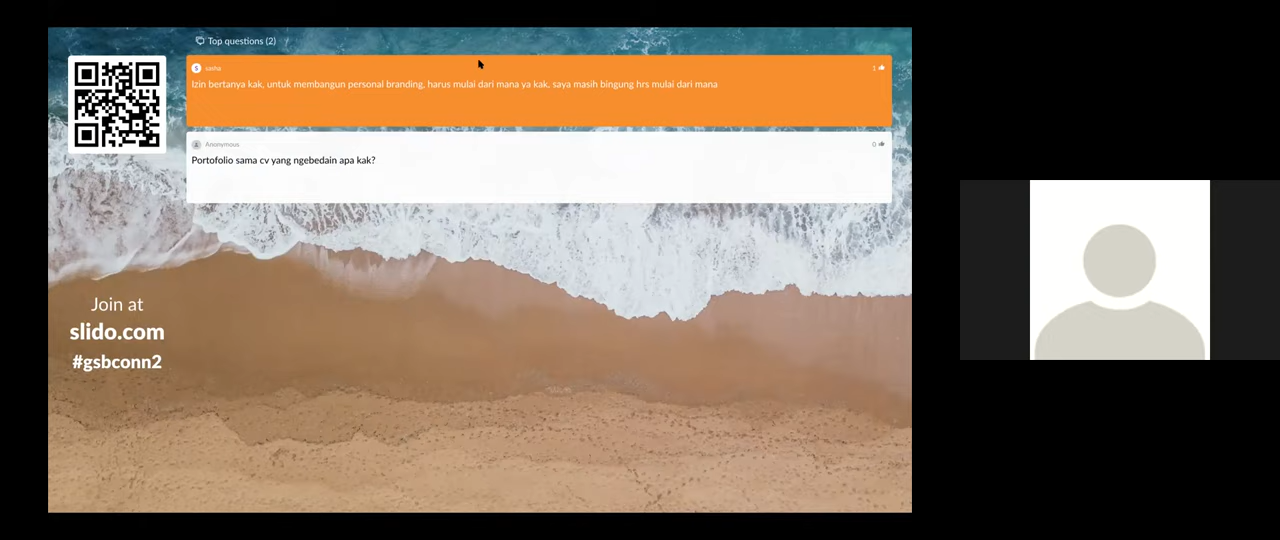 Top questions (2)
S sasha 1
Izin bertanya kak, untuk membangun personal branding, harus mulai dari mana ya kak, saya masih bingung hrs mulai dari mana
Anonymous 0
Portofolio sama cv yang ngebedain apa kak?
Join at
slido.com
#gsbconn2